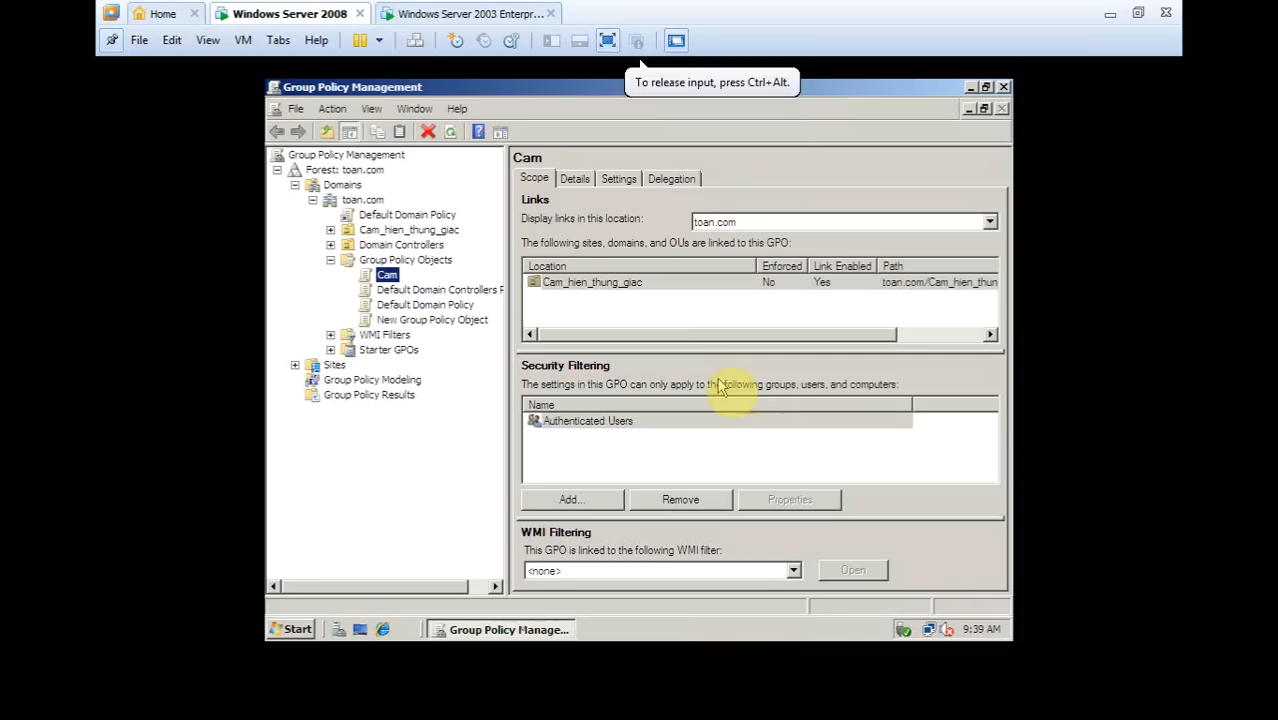 Home
Windows Server 2008
Windows Server 2003 Enterpr...
File Edit View VM Tabs Help
To release input, press Ctrl+Alt.
Group Policy Management
File Action View Window Help
Group Policy Management
Forest: toan.com
Domains
toan.com
Default Domain Policy
Cam_hien_thung_giac
Domain Controllers
Group Policy Objects
Cam
Default Domain Controllers P
Default Domain Policy
New Group Policy Object
WMI Filters
Starter GPOs
Sites
Group Policy Modeling
Group Policy Results
Cam
Scope Details Settings Delegation
Links
Display links in this location: toan.com
The following sites, domains, and OUs are linked to this GPO:
Location Enforced Link Enabled Path
Cam_hien_thung_giac No Yes toan.com/Cam_hien_thun
Security Filtering
The settings in this GPO can only apply to the following groups, users, and computers:
Name
Authenticated Users
Add... Remove Properties
WMI Filtering
This GPO is linked to the following WMI filter:
<none> Open
Start Group Policy Manage... 9:39 AM